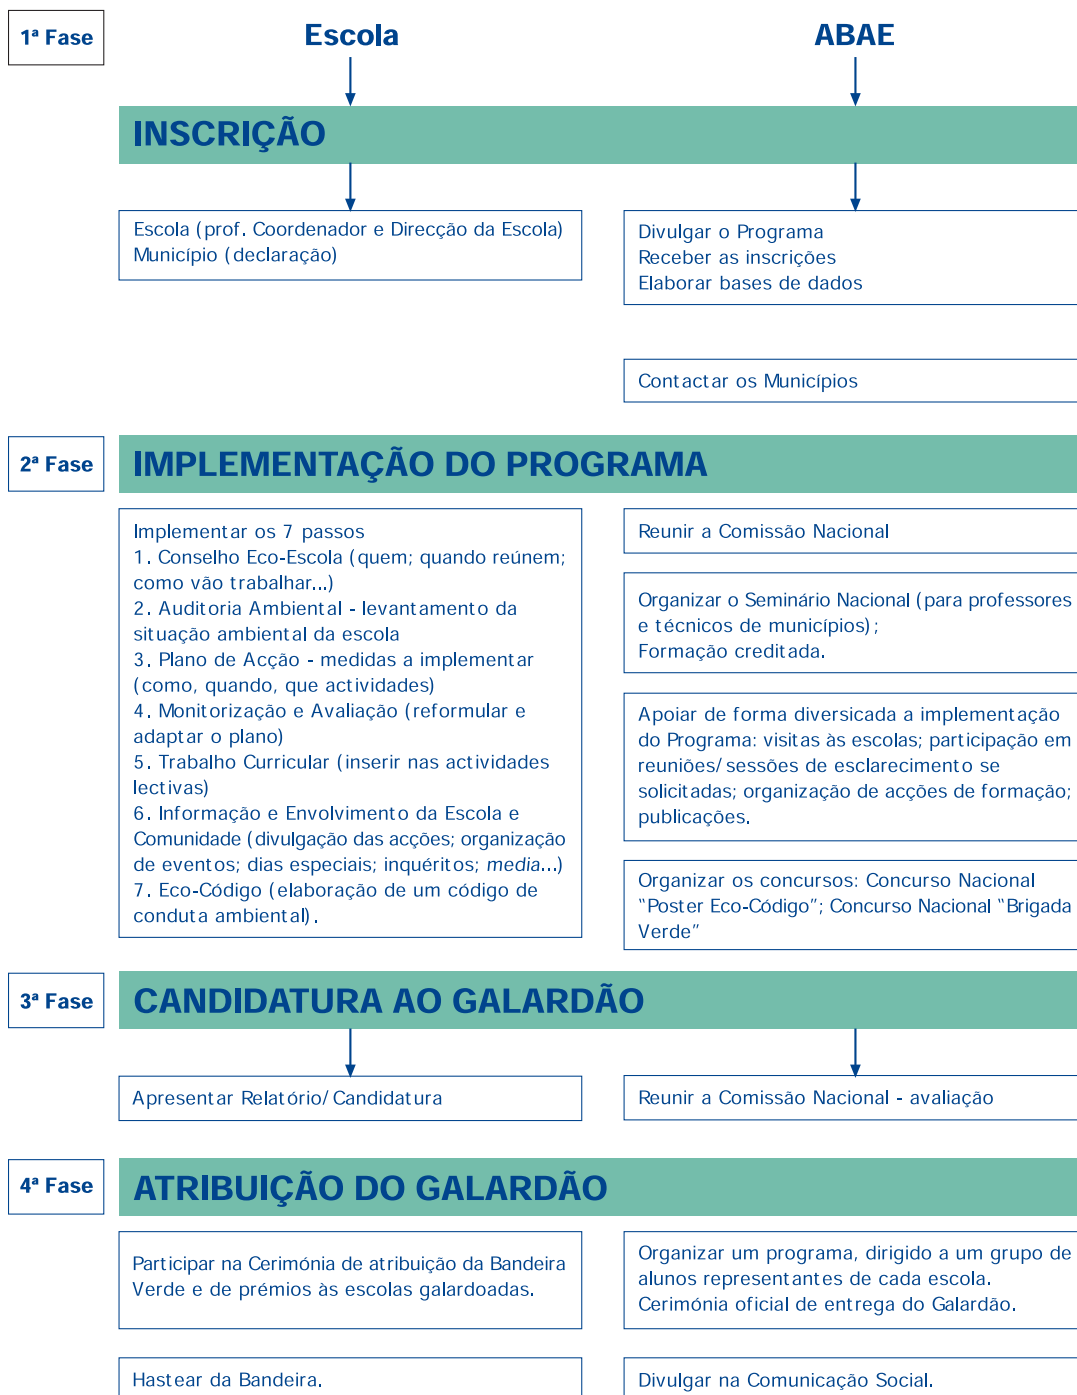 1ª Fase
Escola
ABAE
INSCRIÇÃO
Escola (prof. Coordenador e Direcção da Escola)
Município (declaração)
Divulgar o Programa
Receber as inscrições
Elaborar bases de dados
Contactar os Municípios
2ª Fase
IMPLEMENTAÇÃO DO PROGRAMA
Implementar os 7 passos
1. Conselho Eco-Escola (quem; quando reúnem;
como vão trabalhar...)
2. Auditoria Ambiental - levantamento da
situação ambiental da escola
3. Plano de Acção - medidas a implementar
(como, quando, que actividades)
4. Monitorização e Avaliação (reformular e
adaptar o plano)
5. Trabalho Curricular (inserir nas actividades
lectivas)
6. Informação e Envolvimento da Escola e
Comunidade (divulgação das acções; organização
de eventos; dias especiais; inquéritos; media...)
7. Eco-Código (elaboração de um código de
conduta ambiental).
Reunir a Comissão Nacional
Organizar o Seminário Nacional (para professores
e técnicos de municípios);
Formação creditada.
Apoiar de forma diversicada a implementação
do Programa: visitas às escolas; participação em
reuniões/sessões de esclarecimento se
solicitadas; organização de acções de formação;
publicações.
Organizar os concursos: Concurso Nacional
"Poster Eco-Código"; Concurso Nacional "Brigada
Verde"
3ª Fase
CANDIDATURA AO GALARDÃO
Apresentar Relatório/Candidatura
Reunir a Comissão Nacional - avaliação
4ª Fase
ATRIBUIÇÃO DO GALARDÃO
Participar na Cerimónia de atribuição da Bandeira
Verde e de prémios às escolas galardoadas.
Organizar um programa, dirigido a um grupo de
alunos representantes de cada escola.
Cerimónia oficial de entrega do Galardão.
Hastear da Bandeira.
Divulgar na Comunicação Social.